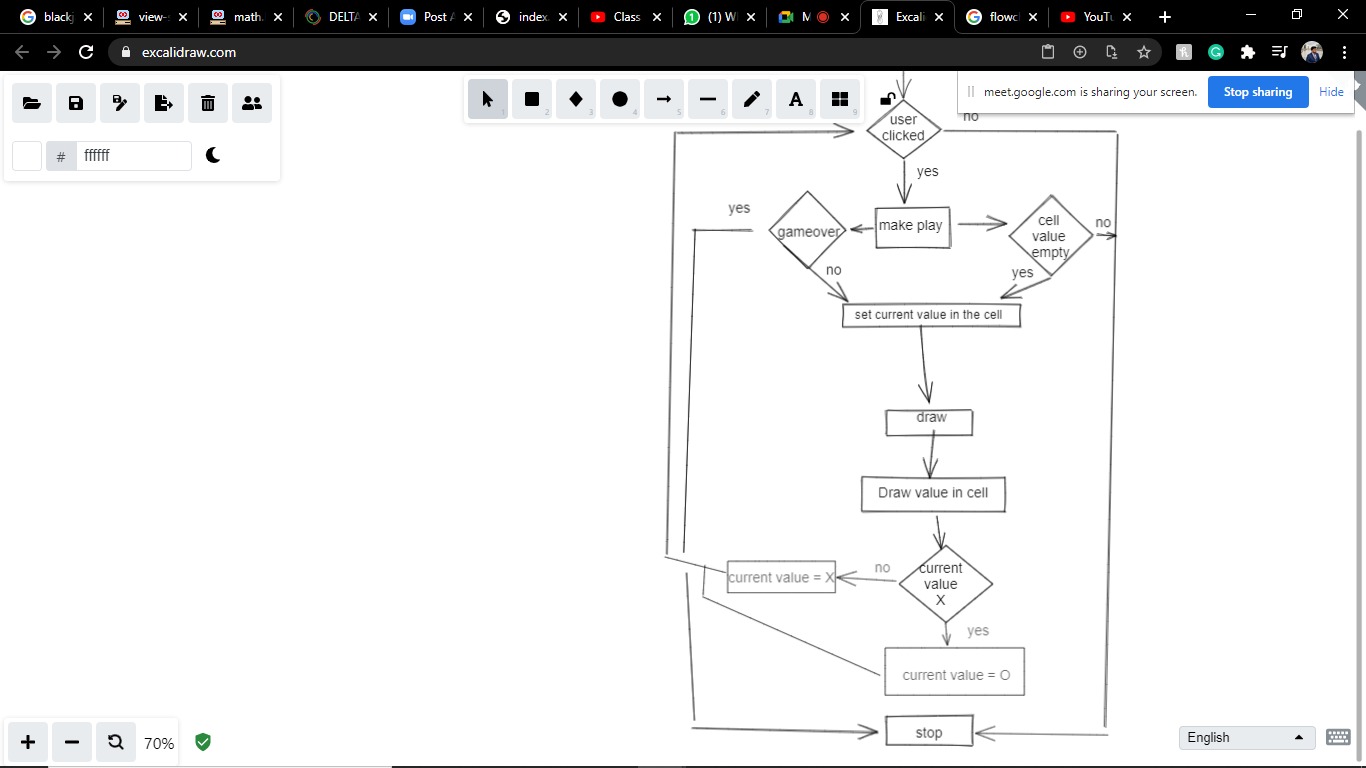 black
view-
math
DELTA
Post
index
Class
(1) W
M
Excali
flowc
YouTu
excalidraw.com
meet.google.com is sharing your screen.
Stop sharing
Hide
1
2
3
4
5
6
7
8
9
# ffffff
user
clicked
no
yes
yes
gameover
make play
cell
value
empty
no
no
yes
set current value in the cell
draw
Draw value in cell
current value = X
no
current
value
X
yes
current value = O
stop
70%
English